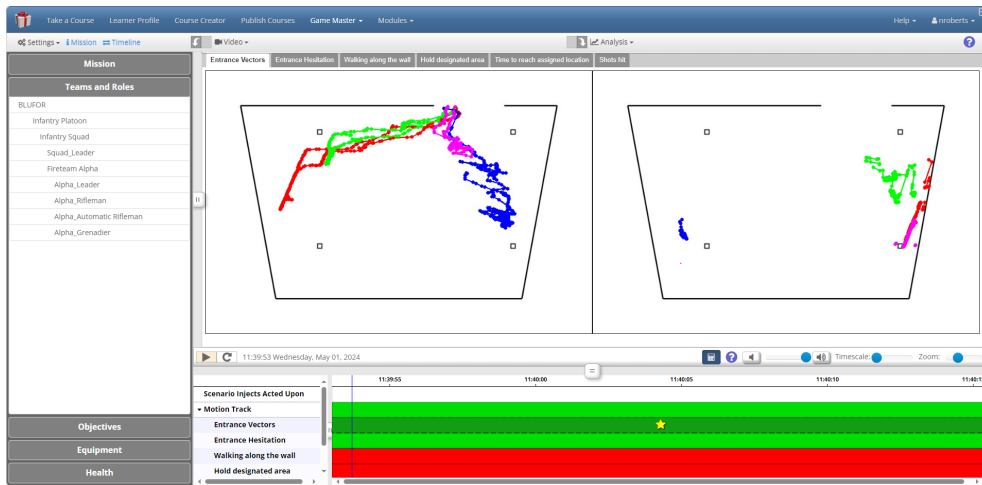 Take a Course Learner Profile Course Creator Publish Courses Game Master Modules Help nroberts
Settings Mission Timeline Video Analysis ?
Mission
Teams and Roles
BLUFOR
Infantry Platoon
Infantry Squad
Squad_Leader
Fireteam Alpha
Alpha_Leader
Alpha_Rifleman
Alpha_Automatic Rifleman
Alpha_Grenadier
Objectives
Equipment
Health
Entrance Vectors Entrance Hesitation Walking along the wall Hold designated area Time to reach assigned location Shots hit
11:39:53 Wednesday. May 01. 2024 ? Timescale: Zoom:
11:39:55 11:40:00 11:40:05 11:40:10
Scenario Injects Acted Upon
Motion Track
Entrance Vectors
Entrance Hesitation
Walking along the wall
Hold designated area